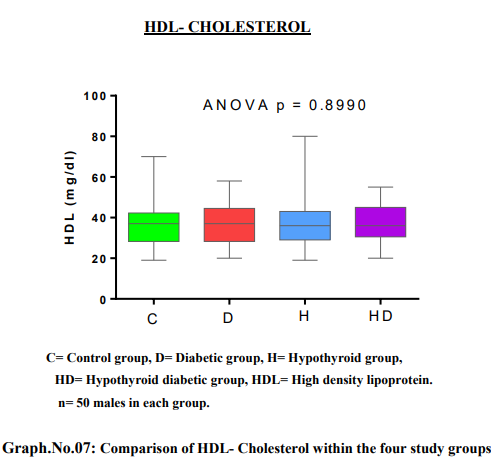 HDL- CHOLESTEROL
ANOVA p = 0.8990
HDL (mg/dl)
100
80
60
40
20
0
C D H HD
C= Control group, D= Diabetic group, H= Hypothyroid group,
HD= Hypothyroid diabetic group, HDL= High density lipoprotein.
n= 50 males in each group.
Graph.No.07: Comparison of HDL- Cholesterol within the four study groups